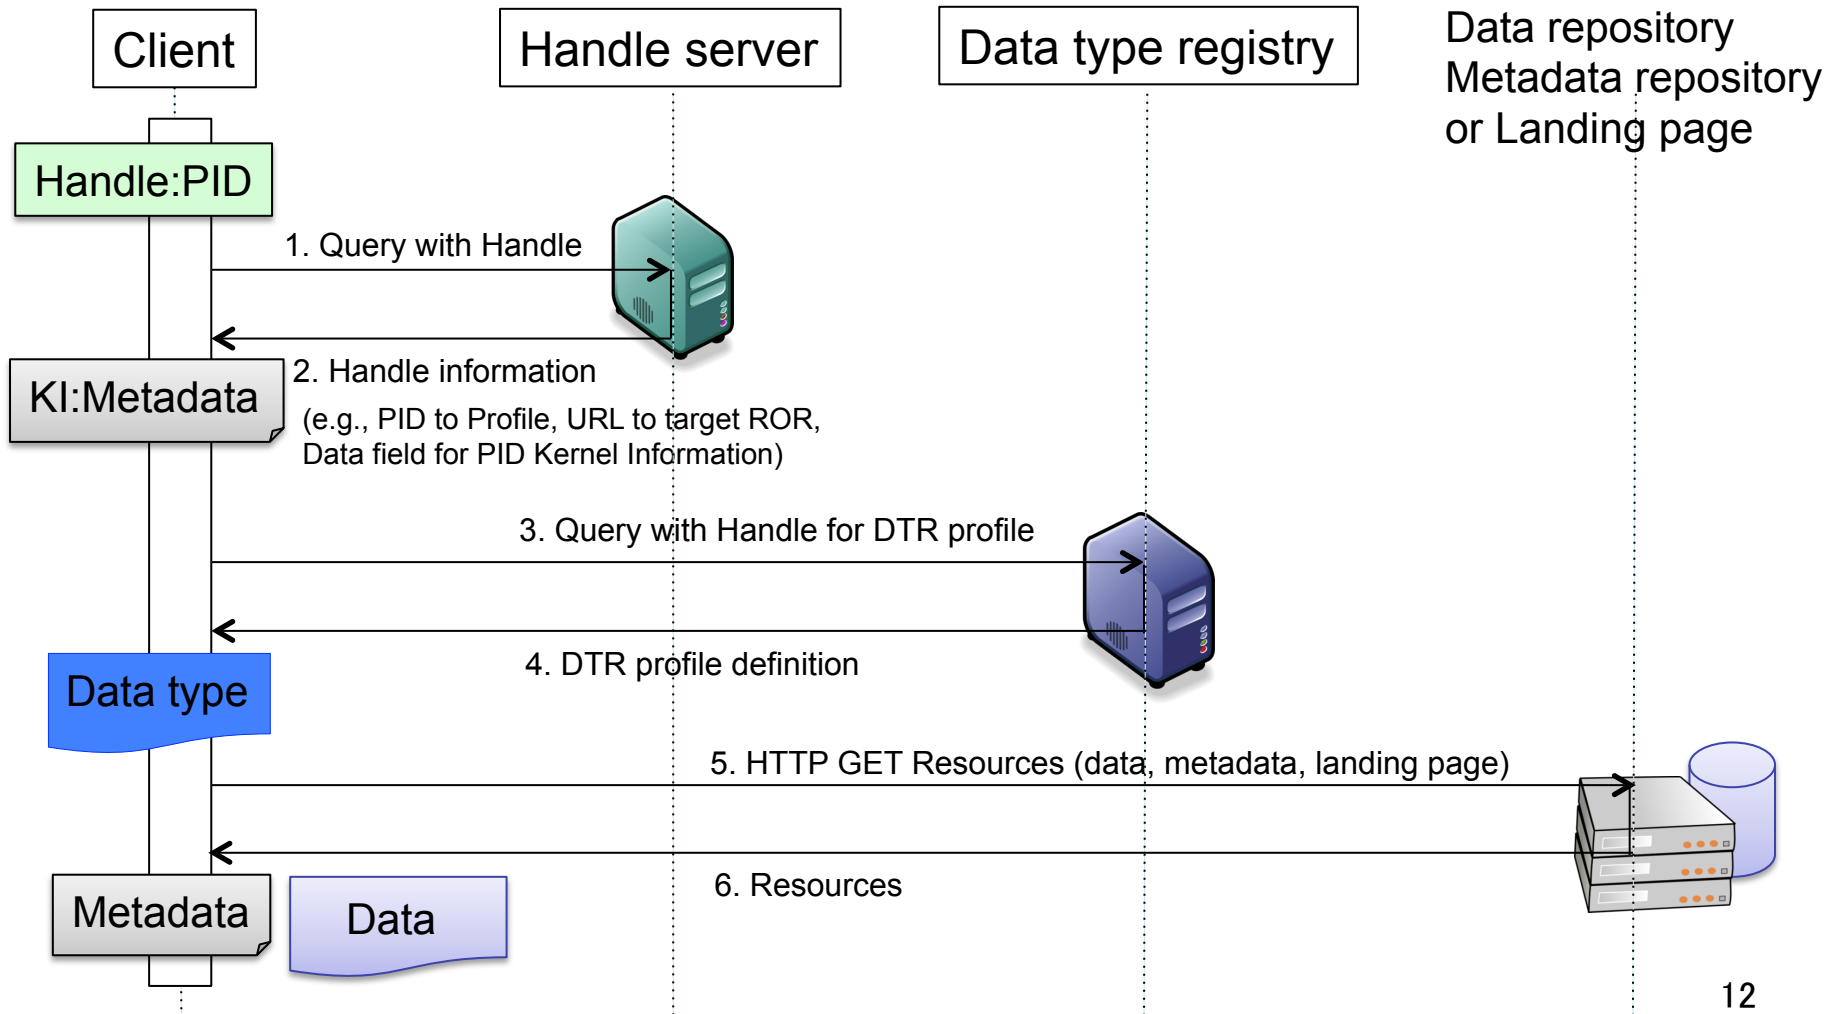 Client
Handle server
Data type registry
Data repository
Metadata repository
or Landing page
Handle:PID
1. Query with Handle
2. Handle information
KI:Metadata
(e.g., PID to Profile, URL to target ROR,
Data field for PID Kernel Information)
3. Query with Handle for DTR profile
4. DTR profile definition
Data type
5. HTTP GET Resources (data, metadata, landing page)
6. Resources
Metadata
Data
12